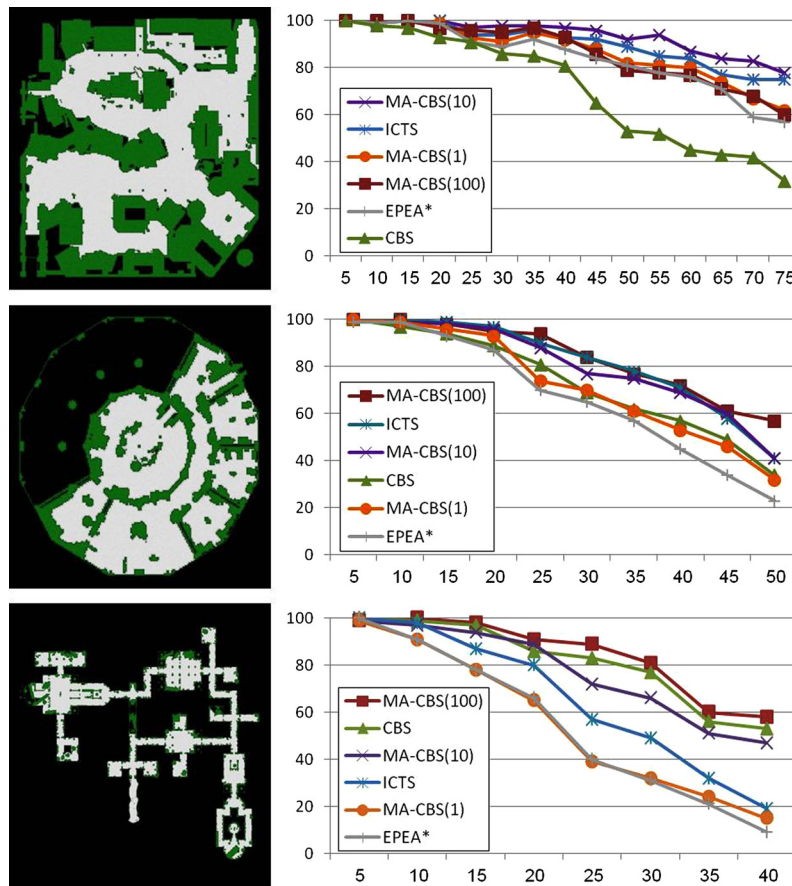 100
80
60
40
20
0
MA-CBS(10)
ICTS
MA-CBS(1)
MA-CBS(100)
EPEA*
CBS
5 10 15 20 25 30 35 40 45 50 55 60 65 70 75
100
80
60
40
20
0
MA-CBS(100)
ICTS
MA-CBS(10)
CBS
MA-CBS(1)
EPEA*
5 10 15 20 25 30 35 40 45 50
100
80
60
40
20
0
MA-CBS(100)
CBS
MA-CBS(10)
ICTS
MA-CBS(1)
EPEA*
5 10 15 20 25 30 35 40